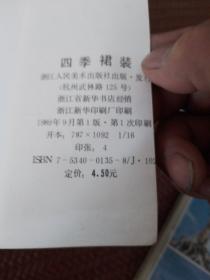 四季裙装
浙江人民美术出版社出版·发行
(杭州武林路125号)
浙江省新华书店经销
浙江新华印刷厂印刷
1989年9月第1版·第1次印刷
开本：787×1092 1/16
印张：4
ISBN 7-5340-0135-8/J·102
定价：4.50元